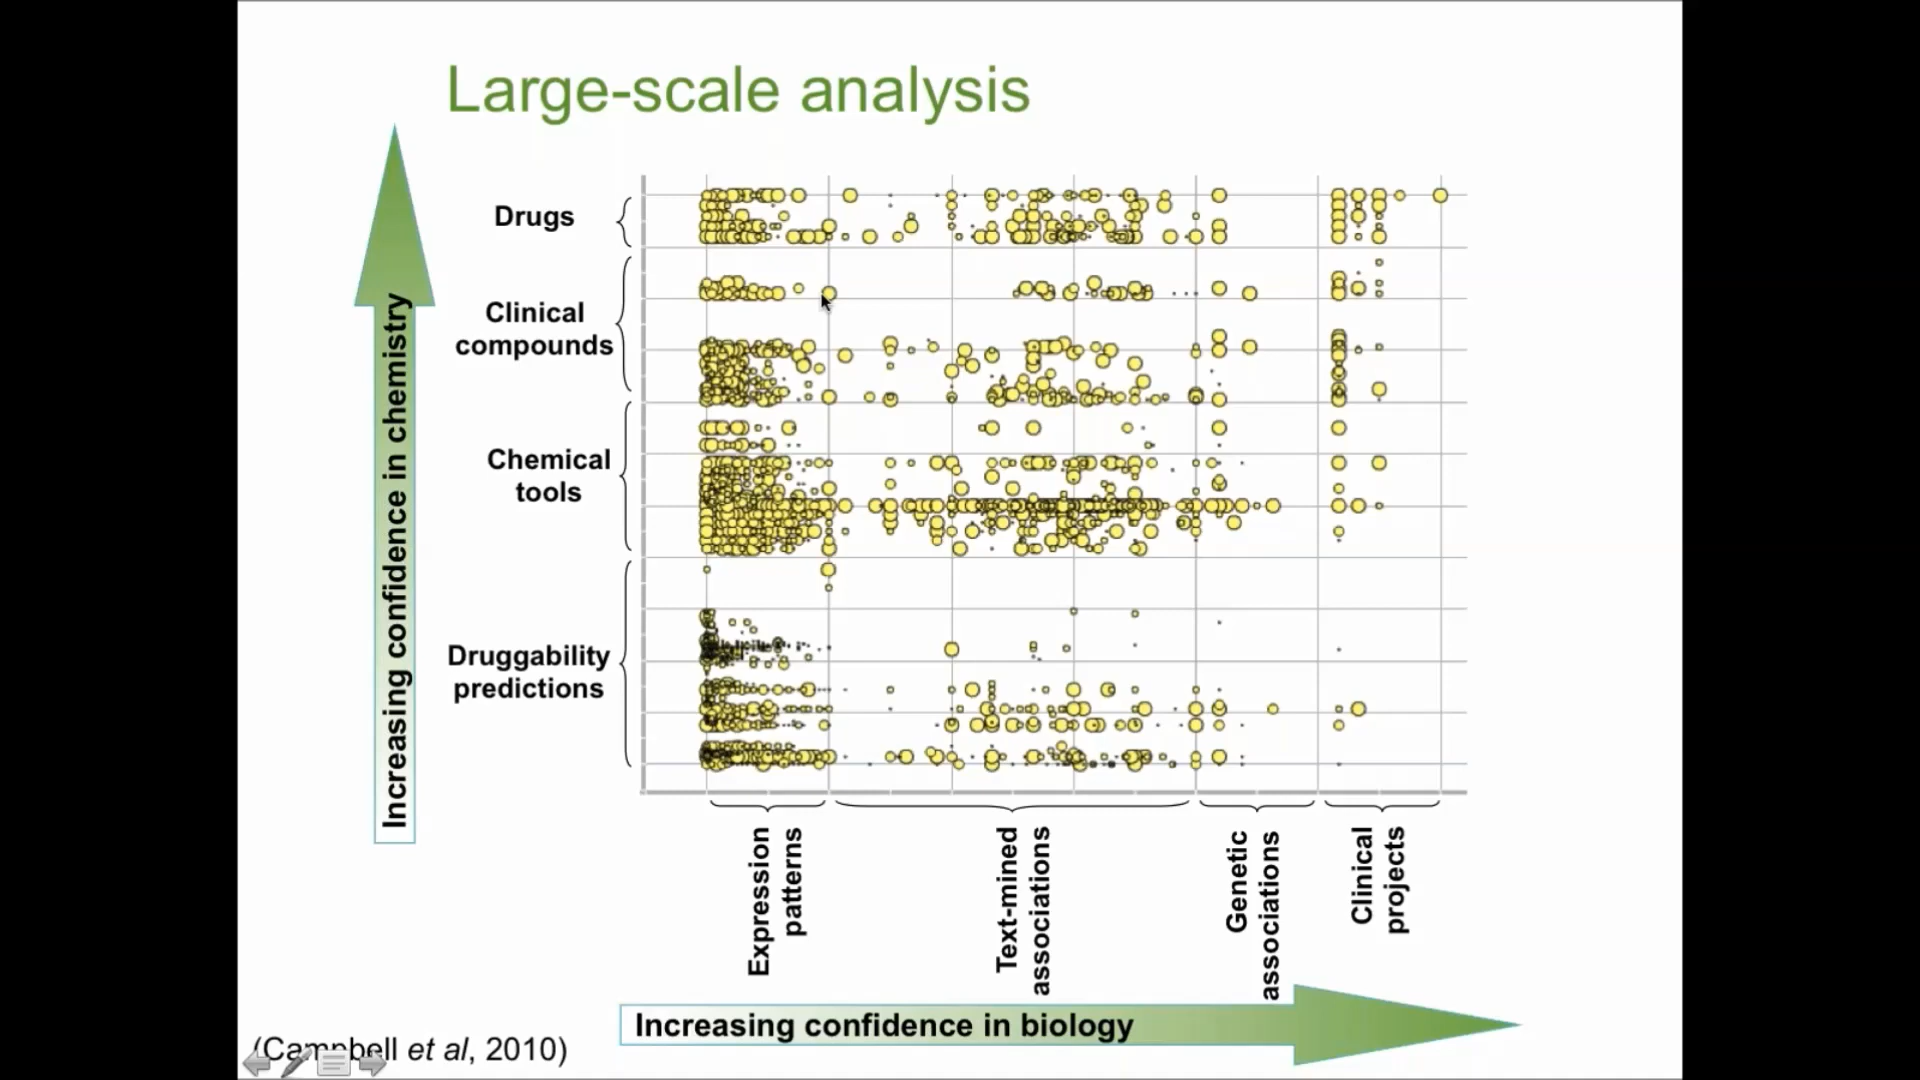 Large-scale analysis
Increasing confidence in chemistry
Drugs
Clinical
compounds
Chemical
tools
Druggability
predictions
Expression
patterns
Text-mined
associations
Genetic
associations
Clinical
projects
Increasing confidence in biology
(Campbell et al, 2010)